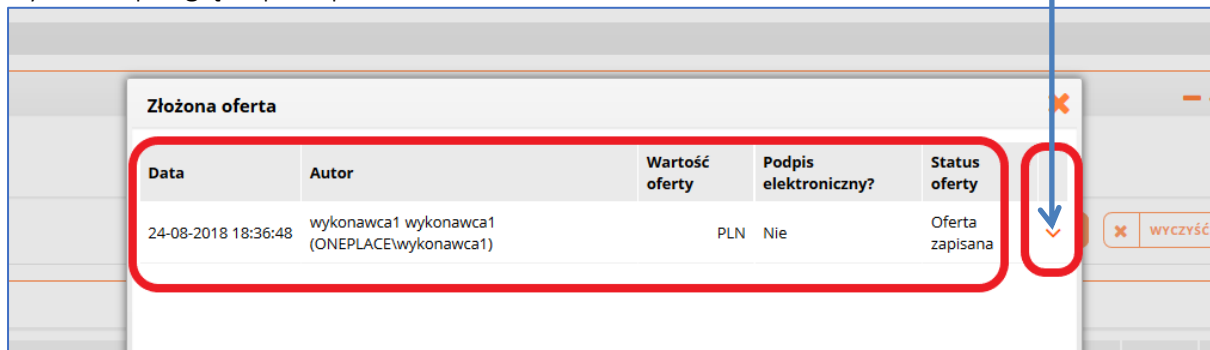 Złożona oferta
Data Autor Wartość oferty Podpis elektroniczny? Status oferty
24-08-2018 18:36:48 wykonawca1 wykonawca1 (ONEPLACE\wykonawca1) PLN Nie Oferta zapisana
WYCZYŚĆ